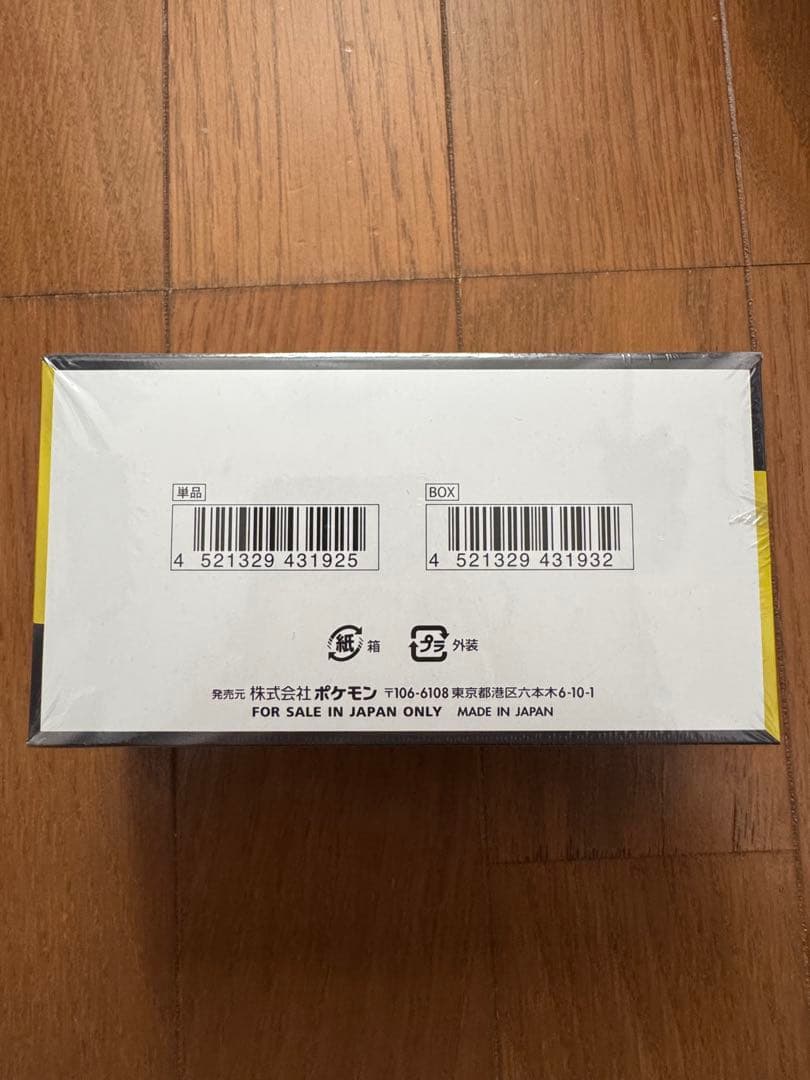 単品
BOX
4 521329 431925
4 521329 431932
紙 箱
プラ 外装
発売元 株式会社ポケモン 〒106-6108 東京都港区六本木6-10-1
FOR SALE IN JAPAN ONLY MADE IN JAPAN